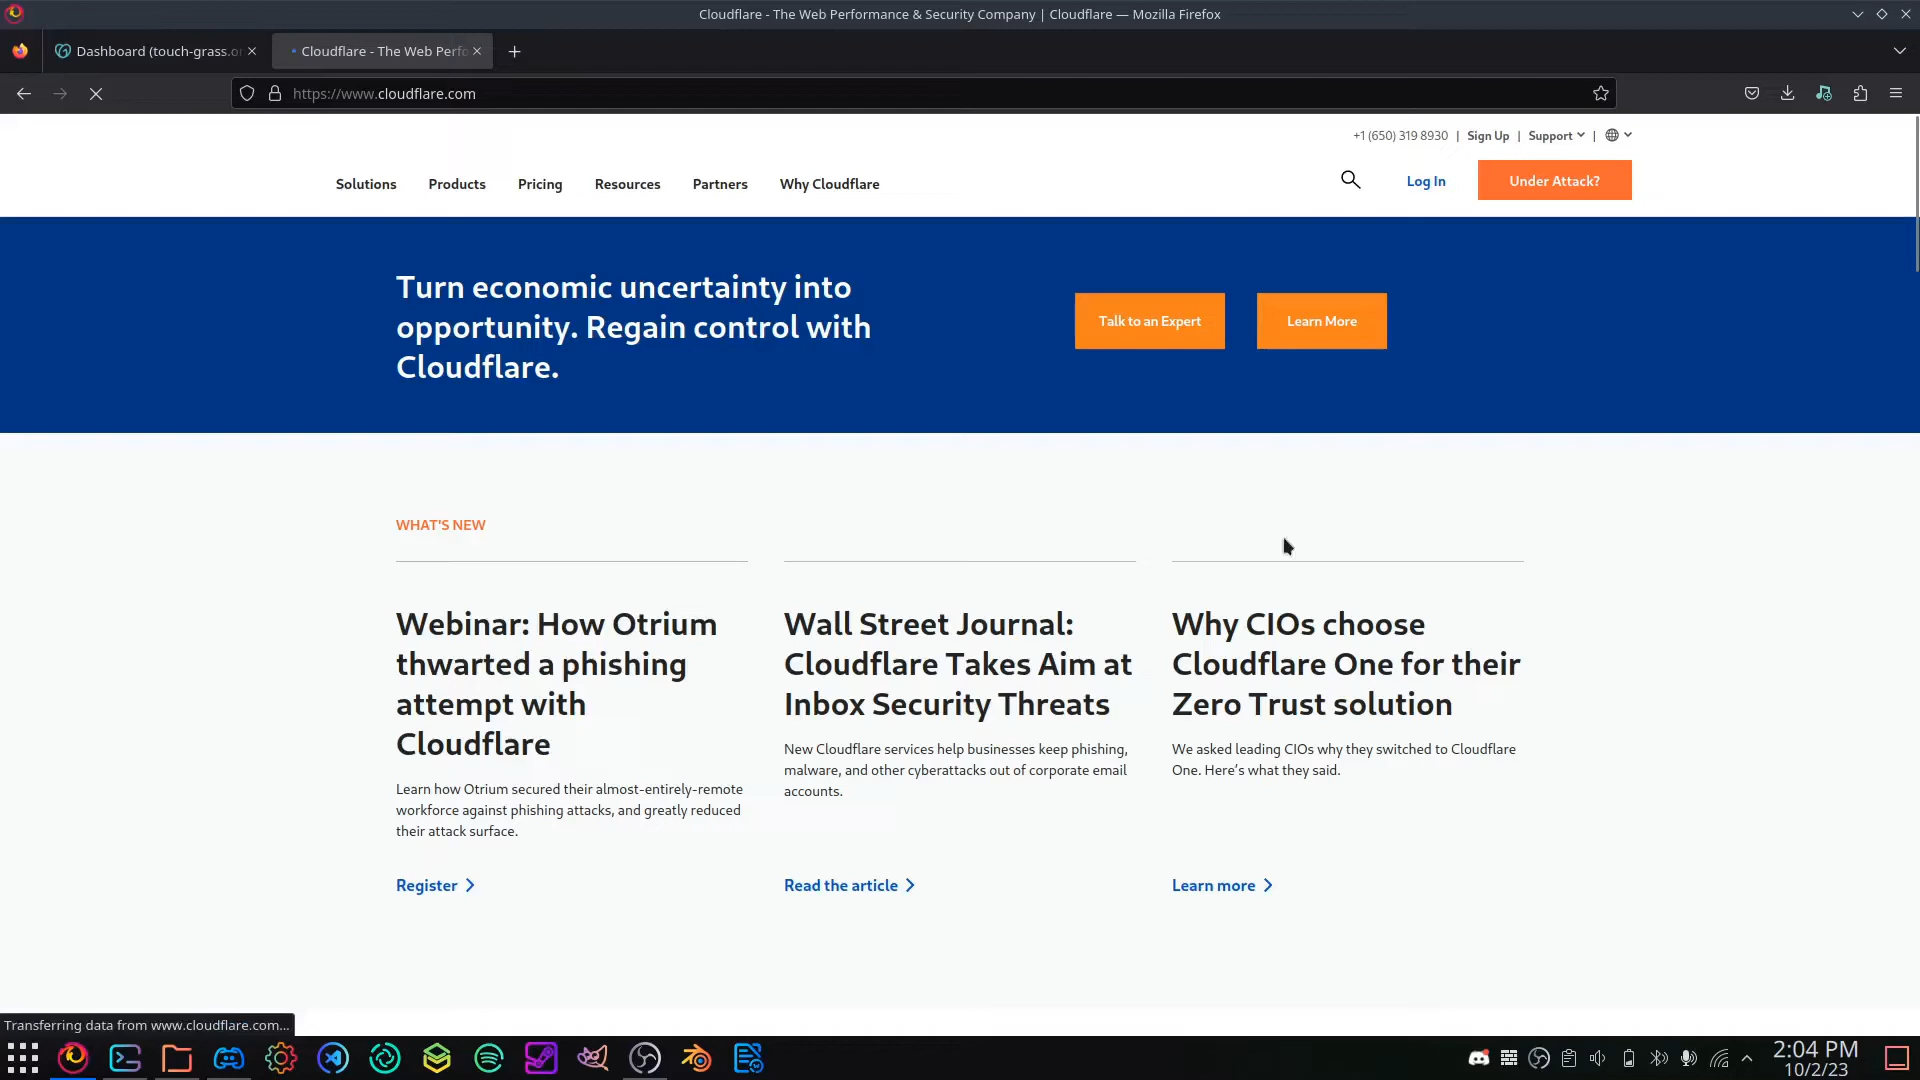 Cloudflare - The Web Performance & Security Company | Cloudflare — Mozilla Firefox
Dashboard (touch-grass.o
Cloudflare - The Web Perfo
https://www.cloudflare.com
+1 (650) 319 8930 | Sign Up | Support |
Solutions Products Pricing Resources Partners Why Cloudflare
Log In
Under Attack?
Turn economic uncertainty into
opportunity. Regain control with
Cloudflare.
Talk to an Expert
Learn More
WHAT'S NEW
Webinar: How Otrium
thwarted a phishing
attempt with
Cloudflare
Learn how Otrium secured their almost-entirely-remote
workforce against phishing attacks, and greatly reduced
their attack surface.
Register
Wall Street Journal:
Cloudflare Takes Aim at
Inbox Security Threats
New Cloudflare services help businesses keep phishing,
malware, and other cyberattacks out of corporate email
accounts.
Read the article
Why CIOs choose
Cloudflare One for their
Zero Trust solution
We asked leading CIOs why they switched to Cloudflare
One. Here’s what they said.
Learn more
Transferring data from www.cloudflare.com...
2:04 PM
10/2/23